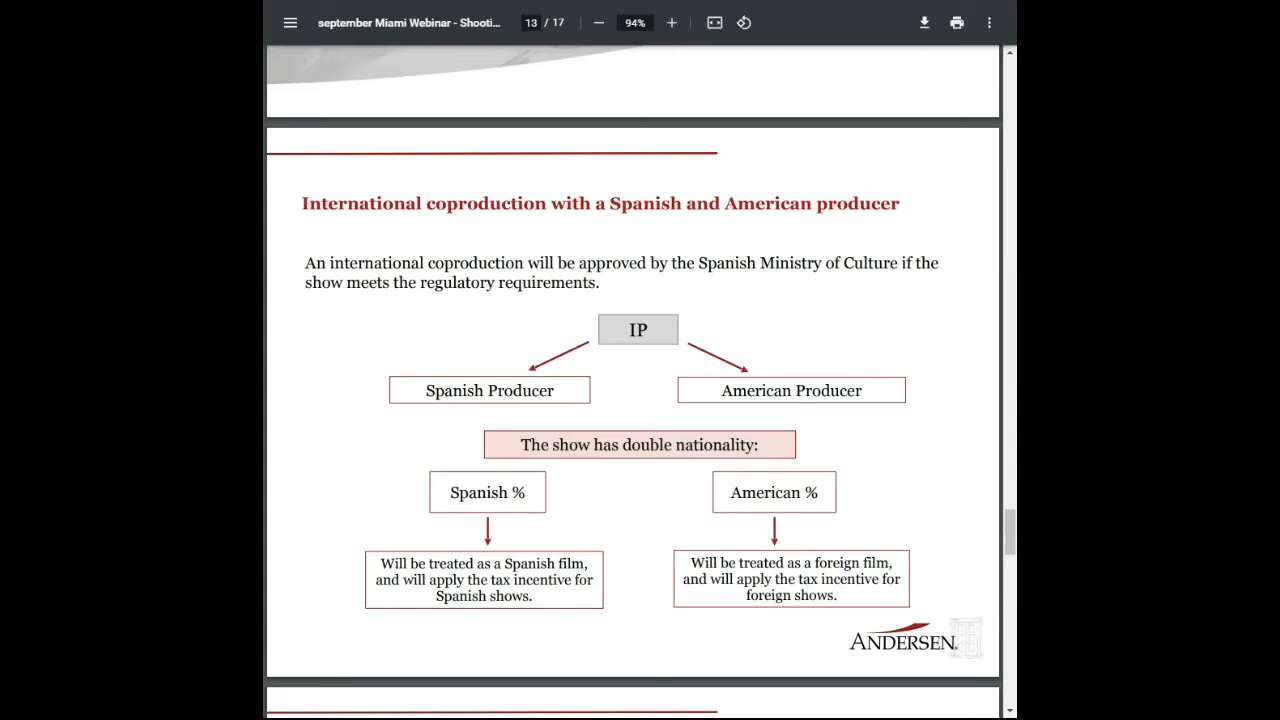 september Miami Webinar - Shooti...
13 / 17
94%
International coproduction with a Spanish and American producer
An international coproduction will be approved by the Spanish Ministry of Culture if the
show meets the regulatory requirements.
IP
Spanish Producer
American Producer
The show has double nationality:
Spanish %
American %
Will be treated as a Spanish film,
and will apply the tax incentive for
Spanish shows.
Will be treated as a foreign film,
and will apply the tax incentive for
foreign shows.
ANDERSEN